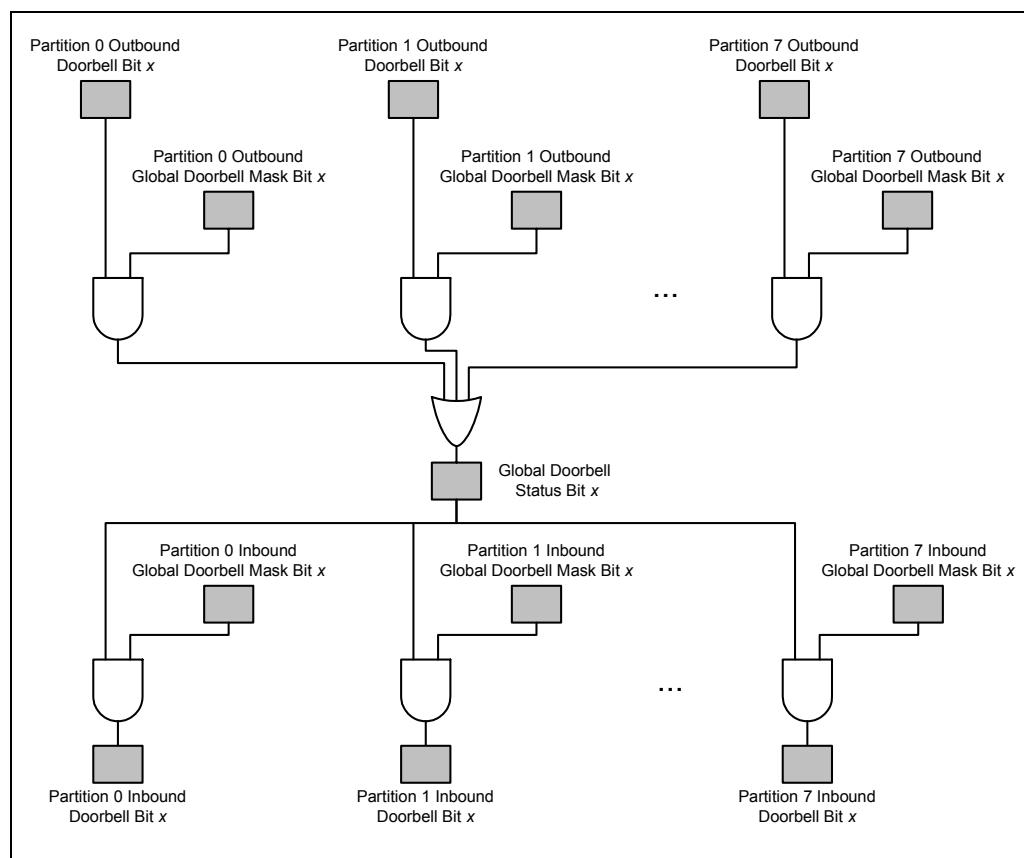 Partition 0 Outbound
Doorbell Bit x
Partition 1 Outbound
Doorbell Bit x
Partition 7 Outbound
Doorbell Bit x
Partition 0 Outbound
Global Doorbell Mask Bit x
Partition 1 Outbound
Global Doorbell Mask Bit x
Partition 7 Outbound
Global Doorbell Mask Bit x
...
Global Doorbell
Status Bit x
Partition 0 Inbound
Global Doorbell Mask Bit x
Partition 1 Inbound
Global Doorbell Mask Bit x
Partition 7 Inbound
Global Doorbell Mask Bit x
...
Partition 0 Inbound
Doorbell Bit x
Partition 1 Inbound
Doorbell Bit x
Partition 7 Inbound
Doorbell Bit x